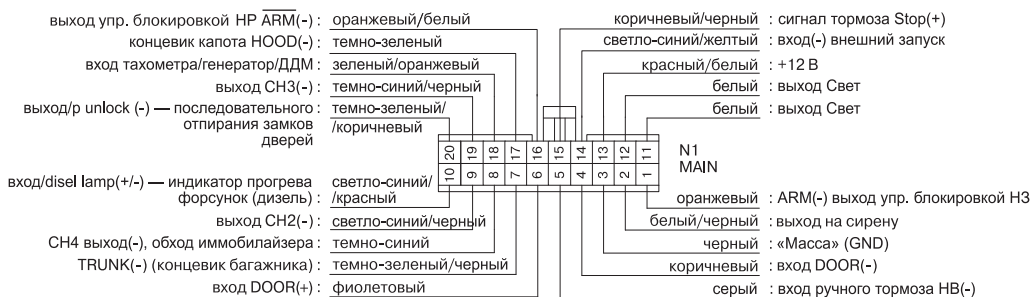 выход упр. блокировкой HP ARM(-) : оранжевый/белый
концевик капота HOOD(-) : темно-зеленый
вход тахометра/генератор/ДДМ : зеленый/оранжевый
выход CH3(-) : темно-синий/черный
выход/p unlock (-) — последовательного : темно-зеленый/
отпирания замков /коричневый
дверей
коричневый/черный : сигнал тормоза Stop(+)
светло-синий/желтый : вход(-) внешний запуск
красный/белый : +12 В
белый : выход Свет
белый : выход Свет
20 19 18 17 16 15 14 13 12 11
10 9 8 7 6 5 4 3 2 1
N1
MAIN
вход/disel lamp(+/-) — индикатор прогрева светло-синий/
форсунок (дизель) : /красный
выход CH2(-) : светло-синий/черный
CH4 выход(-), обход иммобилайзера : темно-синий
TRUNK(-) (концевик багажника) : темно-зеленый/черный
вход DOOR(+) : фиолетовый
оранжевый : ARM(-) выход упр. блокировкой НЗ
белый/черный : выход на сирену
черный : «Масса» (GND)
коричневый : вход DOOR(-)
серый : вход ручного тормоза HB(-)